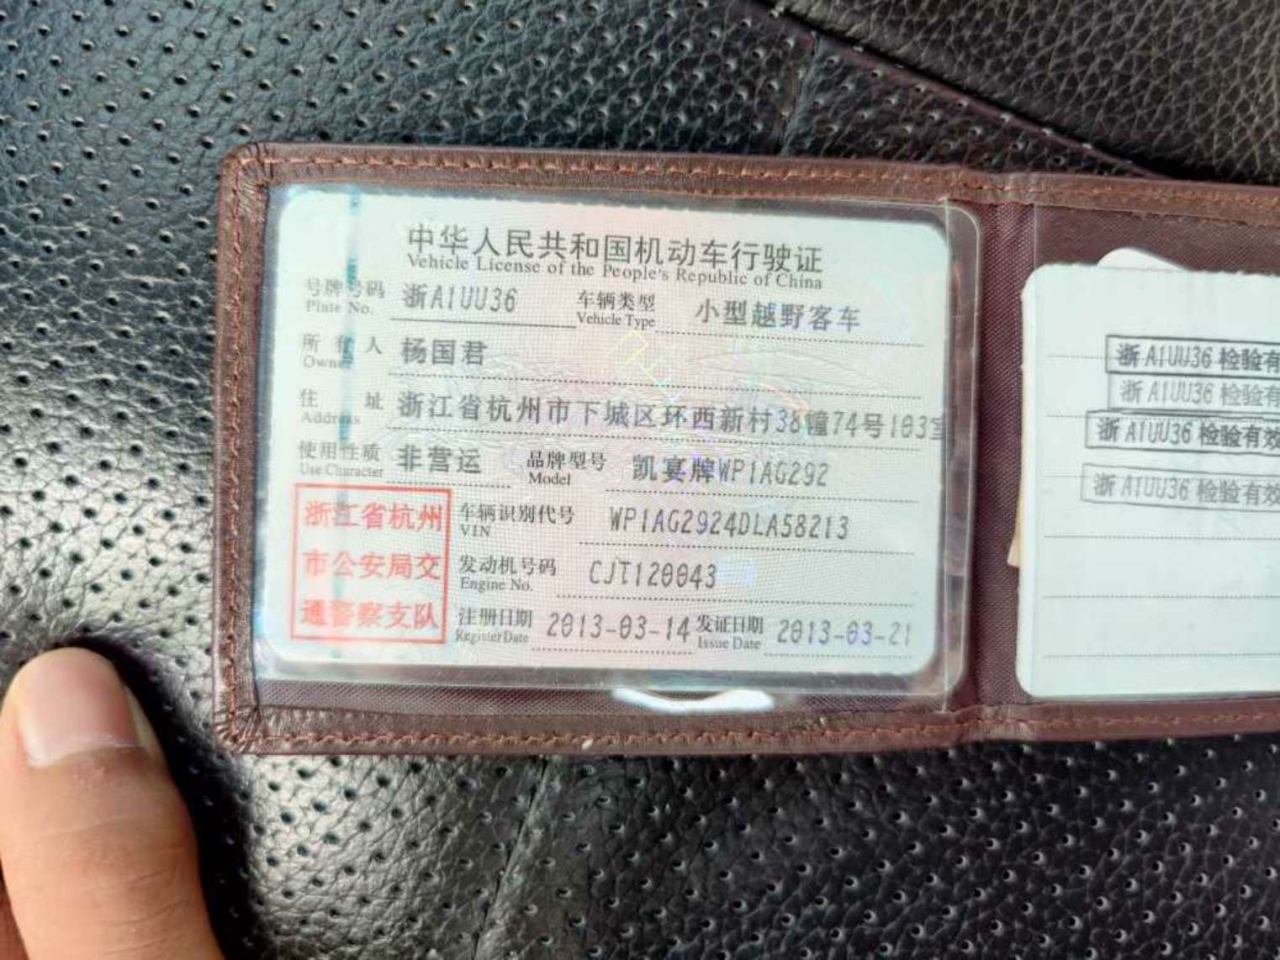 中华人民共和国机动车行驶证
Vehicle License of the People's Republic of China
号牌号码 浙A1UU36 车辆类型 小型越野客车
Plate No. Vehicle Type
所有人 杨国君
Owner
住 址 浙江省杭州市下城区环西新村38幢74号103室
Address
使用性质 非营运 品牌型号 凯宴牌WP1AG292
Use Character Model
浙江省杭州
市公安局交
通警察支队
车辆识别代号 WP1AG2924DLA58213
VIN
发动机号码 CJT120043
Engine No.
注册日期 2013-03-14 发证日期 2013-03-21
Register Date Issue Date
浙A1UU36检验有
浙A1UU36检验有
浙A1UU36检验有效
浙A1UU36检验有效